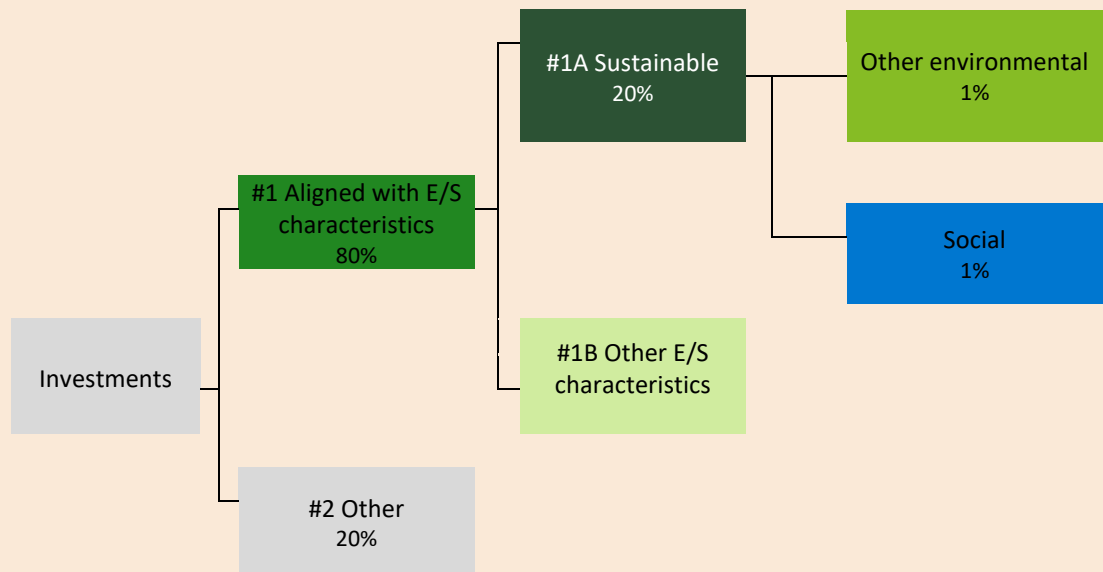 Investments
#1 Aligned with E/S
characteristics
80%
#2 Other
20%
#1A Sustainable
20%
#1B Other E/S
characteristics
Other environmental
1%
Social
1%